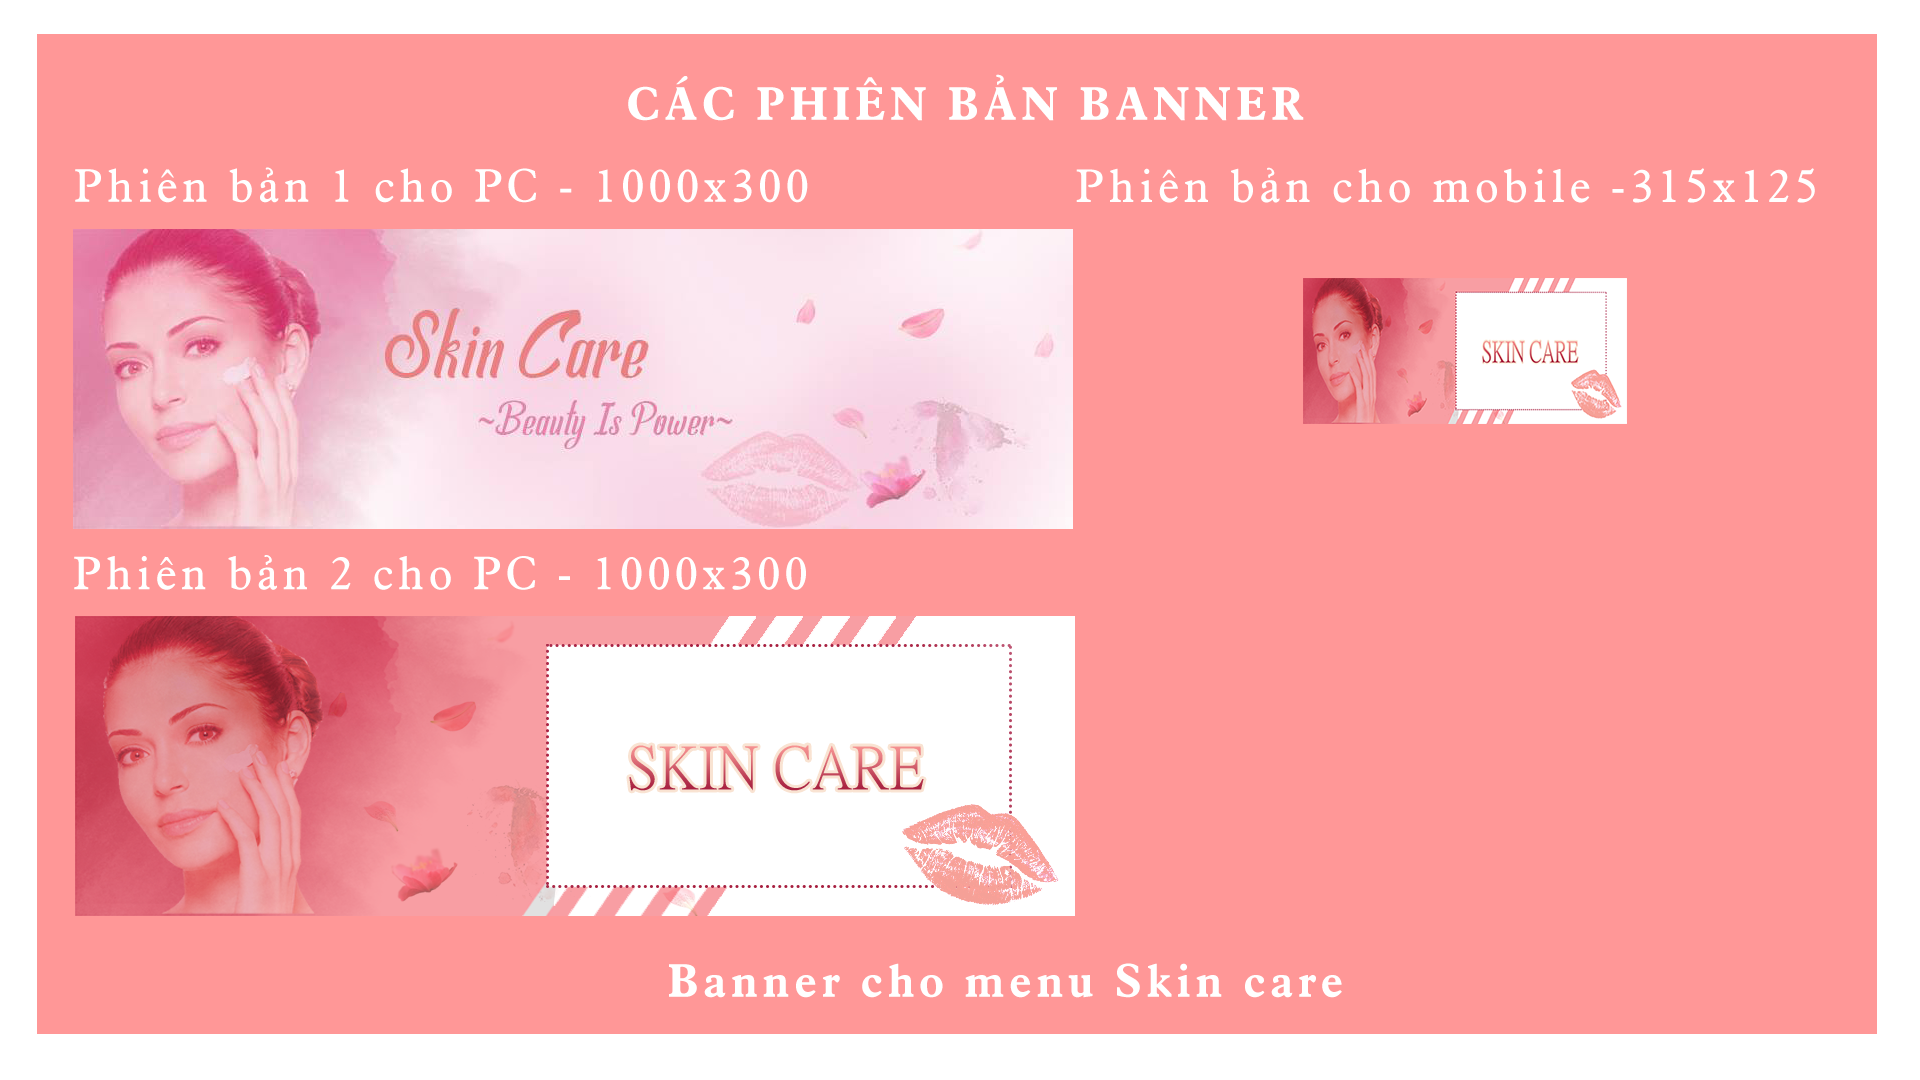 CÁC PHIÊN BẢN BANNER
Phiên bản 1 cho PC - 1000x300
Skin Care
~Beauty Is Power~
Phiên bản cho mobile -315x125
SKIN CARE
Phiên bản 2 cho PC - 1000x300
SKIN CARE
Banner cho menu Skin care